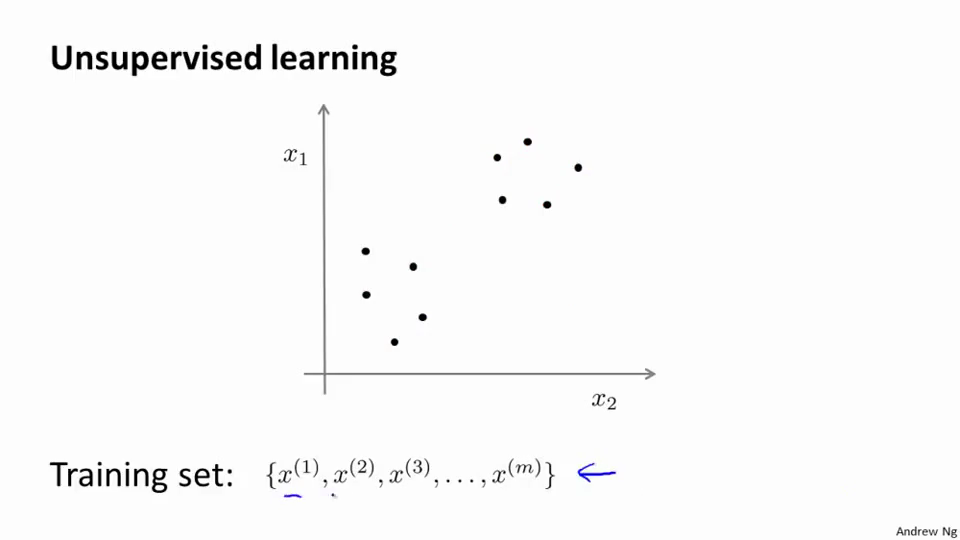 Unsupervised learning
x₁
x₂
Training set: {x⁽¹⁾, x⁽²⁾, x⁽³⁾, . . . , x⁽ᵐ⁾}
Andrew Ng